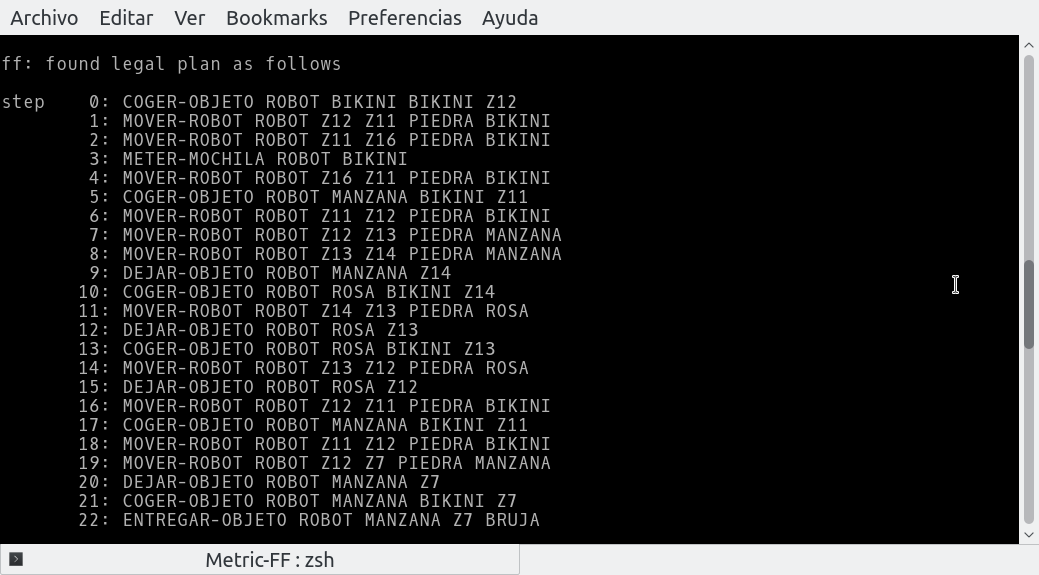 Archivo Editar Ver Bookmarks Preferencias Ayuda
ff: found legal plan as follows
step 0: COGER-OBJETO ROBOT BIKINI BIKINI Z12
1: MOVER-ROBOT ROBOT Z12 Z11 PIEDRA BIKINI
2: MOVER-ROBOT ROBOT Z11 Z16 PIEDRA BIKINI
3: METER-MOCHILA ROBOT BIKINI
4: MOVER-ROBOT ROBOT Z16 Z11 PIEDRA BIKINI
5: COGER-OBJETO ROBOT MANZANA BIKINI Z11
6: MOVER-ROBOT ROBOT Z11 Z12 PIEDRA BIKINI
7: MOVER-ROBOT ROBOT Z12 Z13 PIEDRA MANZANA
8: MOVER-ROBOT ROBOT Z13 Z14 PIEDRA MANZANA
9: DEJAR-OBJETO ROBOT MANZANA Z14
10: COGER-OBJETO ROBOT ROSA BIKINI Z14
11: MOVER-ROBOT ROBOT Z14 Z13 PIEDRA ROSA
12: DEJAR-OBJETO ROBOT ROSA Z13
13: COGER-OBJETO ROBOT ROSA BIKINI Z13
14: MOVER-ROBOT ROBOT Z13 Z12 PIEDRA ROSA
15: DEJAR-OBJETO ROBOT ROSA Z12
16: MOVER-ROBOT ROBOT Z12 Z11 PIEDRA BIKINI
17: COGER-OBJETO ROBOT MANZANA BIKINI Z11
18: MOVER-ROBOT ROBOT Z11 Z12 PIEDRA BIKINI
19: MOVER-ROBOT ROBOT Z12 Z7 PIEDRA MANZANA
20: DEJAR-OBJETO ROBOT MANZANA Z7
21: COGER-OBJETO ROBOT MANZANA BIKINI Z7
22: ENTREGAR-OBJETO ROBOT MANZANA Z7 BRUJA
Metric-FF : zsh